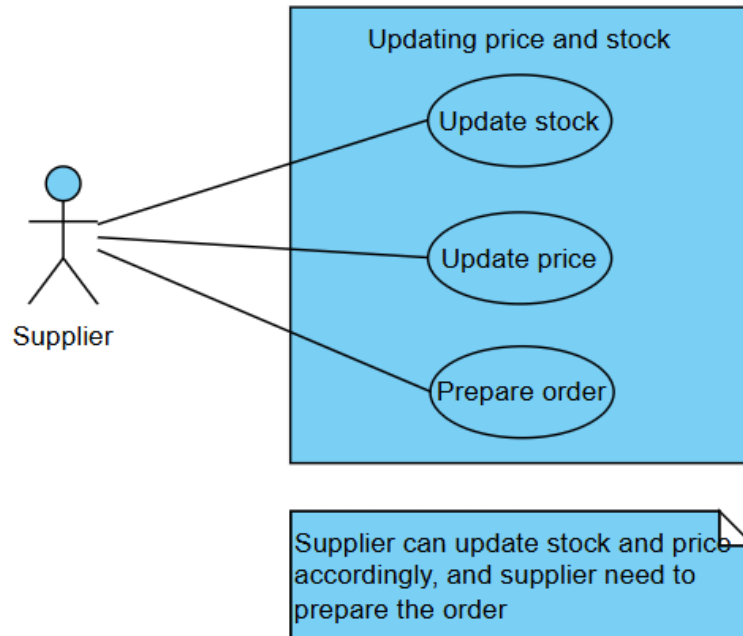 Updating price and stock
Update stock
Update price
Supplier
Prepare order
Supplier can update stock and price
accordingly, and supplier need to
prepare the order